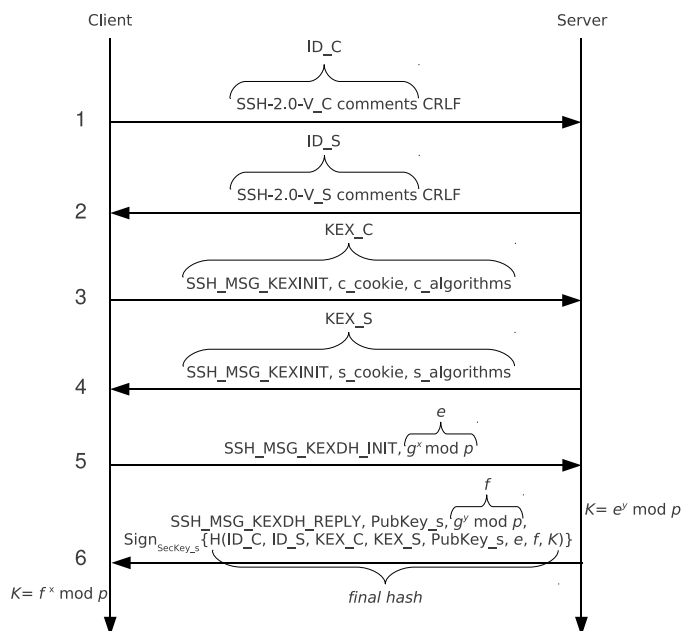 Client
Server
ID_C
SSH-2.0-V_C comments CRLF
1
ID_S
SSH-2.0-V_S comments CRLF
2
KEX_C
SSH_MSG_KEXINIT, c_cookie, c_algorithms
3
KEX_S
SSH_MSG_KEXINIT, s_cookie, s_algorithms
4
e
SSH_MSG_KEXDH_INIT, g^x mod p
5
f
SSH_MSG_KEXDH_REPLY, PubKey_s, g^y mod p,
K= e^y mod p
Sign_SecKey_s{H(ID_C, ID_S, KEX_C, KEX_S, PubKey_s, e, f, K)}
6
K= f^x mod p
final hash